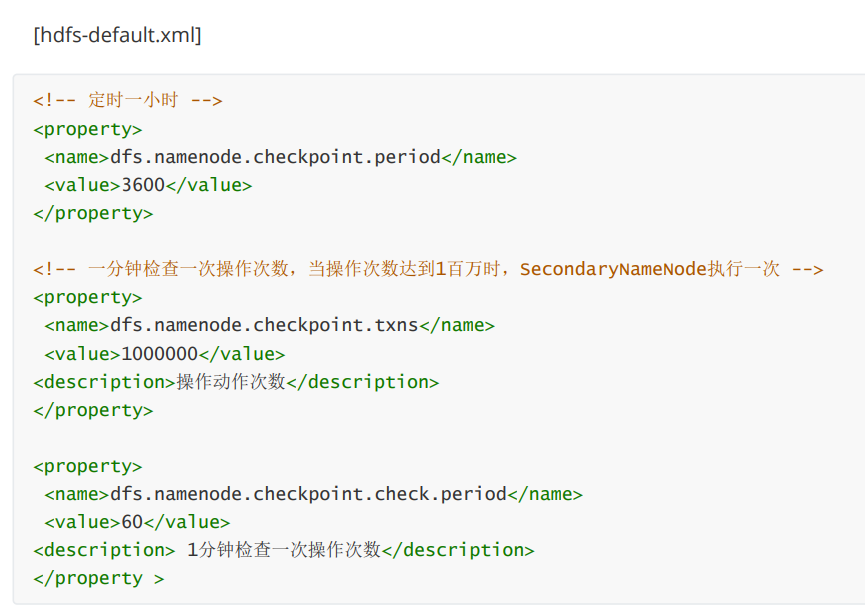 [hdfs-default.xml]
<!-- 定时一小时 -->
<property>
 <name>dfs.namenode.checkpoint.period</name>
 <value>3600</value>
</property>
<!-- 一分钟检查一次操作次数，当操作次数达到1百万时，SecondaryNameNode执行一次 -->
<property>
 <name>dfs.namenode.checkpoint.txns</name>
 <value>1000000</value>
<description>操作动作次数</description>
</property>
<property>
 <name>dfs.namenode.checkpoint.check.period</name>
 <value>60</value>
<description> 1分钟检查一次操作次数</description>
</property >